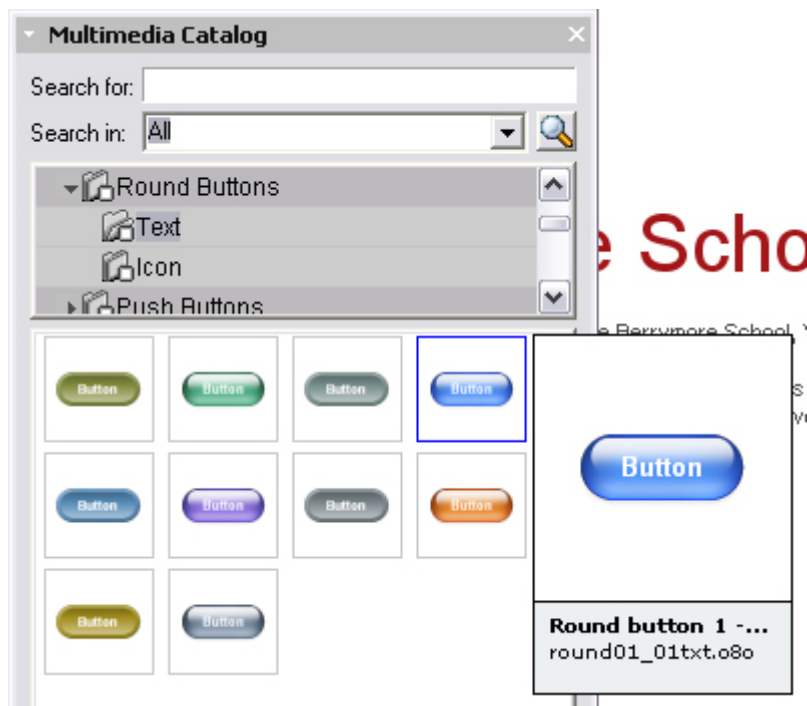 Multimedia Catalog
Search for:
Search in: All
Round Buttons
Text
Icon
Push Buttons
e Scho
e Berrymore School, Y
s
Button Button Button Button
Button
Button Button Button Button
Button Button
Round button 1 -...
round01_01txt.o8o